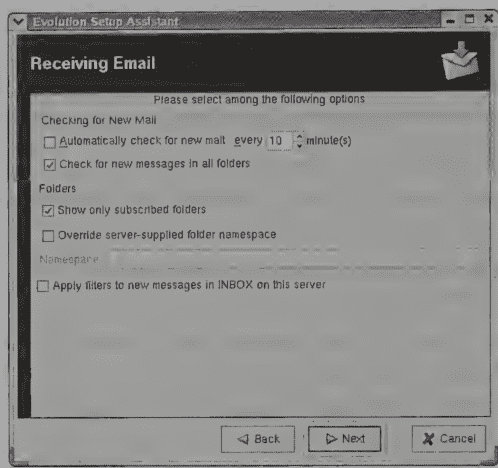 Evolution Setup Assistant
Receiving Email
Please select among the following options
Checking for New Mail
Automatically check for new mail every 10 minute(s)
Check for new messages in all folders
Folders
Show only subscribed folders
Override server-supplied folder namespace
Namespace
Apply filters to new messages in INBOX on this server
Back Next Cancel